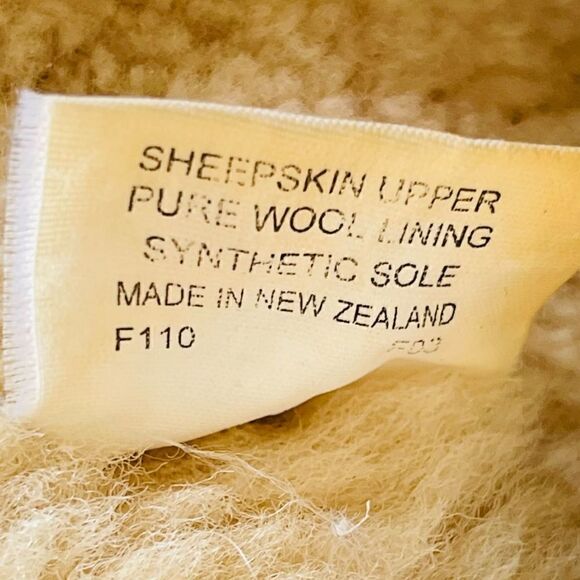 SHEEPSKIN UPPER
PURE WOOL LINING
SYNTHETIC SOLE
MADE IN NEW ZEALAND
F110